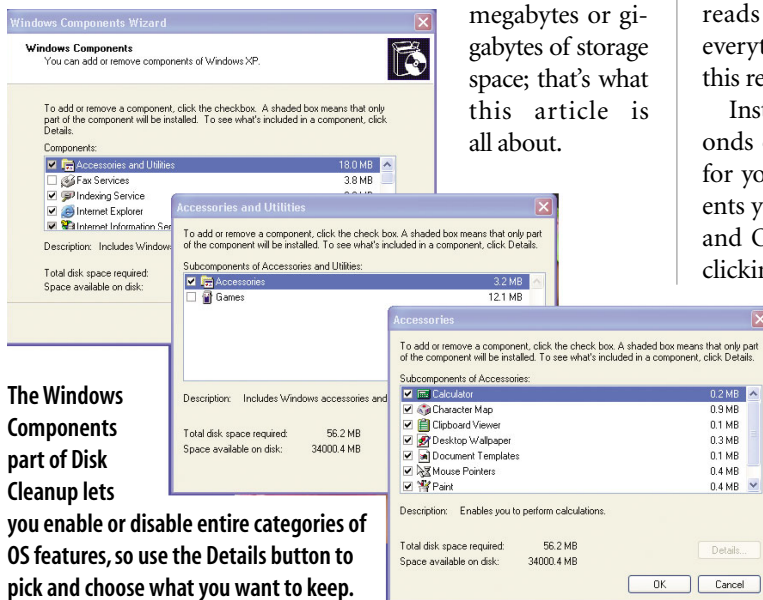 megabytes or gi-
gabytes of storage
space; that's what
this article is
all about.
reads
everyt
this re
Inst
onds
for yo
ents y
and O
clickin
Windows Components Wizard
Windows Components
You can add or remove components of Windows XP.
To add or remove a component, click the checkbox. A shaded box means that only
part of the component will be installed. To see what's included in a component, click
Details.
Components:
Accessories and Utilities 18.0 MB
Fax Services 3.8 MB
Indexing Service
Internet Explorer
Internet Information Ser
Description: Includes Window
Total disk space required:
Space available on disk:
Accessories and Utilities
To add or remove a component, click the check box. A shaded box means that only part
of the component will be installed. To see what's included in a component, click Details.
Subcomponents of Accessories and Utilities:
Accessories 3.2 MB
Games 12.1 MB
Description: Includes Windows accessories and
Total disk space required: 56.2 MB
Space available on disk: 34000.4 MB
Accessories
To add or remove a component, click the check box. A shaded box means that only part
of the component will be installed. To see what's included in a component, click Details.
Subcomponents of Accessories:
Calculator 0.2 MB
Character Map 0.9 MB
Clipboard Viewer 0.1 MB
Desktop Wallpaper 0.3 MB
Document Templates 0.1 MB
Mouse Pointers 0.4 MB
Paint 0.4 MB
Description: Enables you to perform calculations.
Total disk space required: 56.2 MB
Space available on disk: 34000.4 MB
Details...
OK Cancel
The Windows
Components
part of Disk
Cleanup lets
you enable or disable entire categories of
OS features, so use the Details button to
pick and choose what you want to keep.